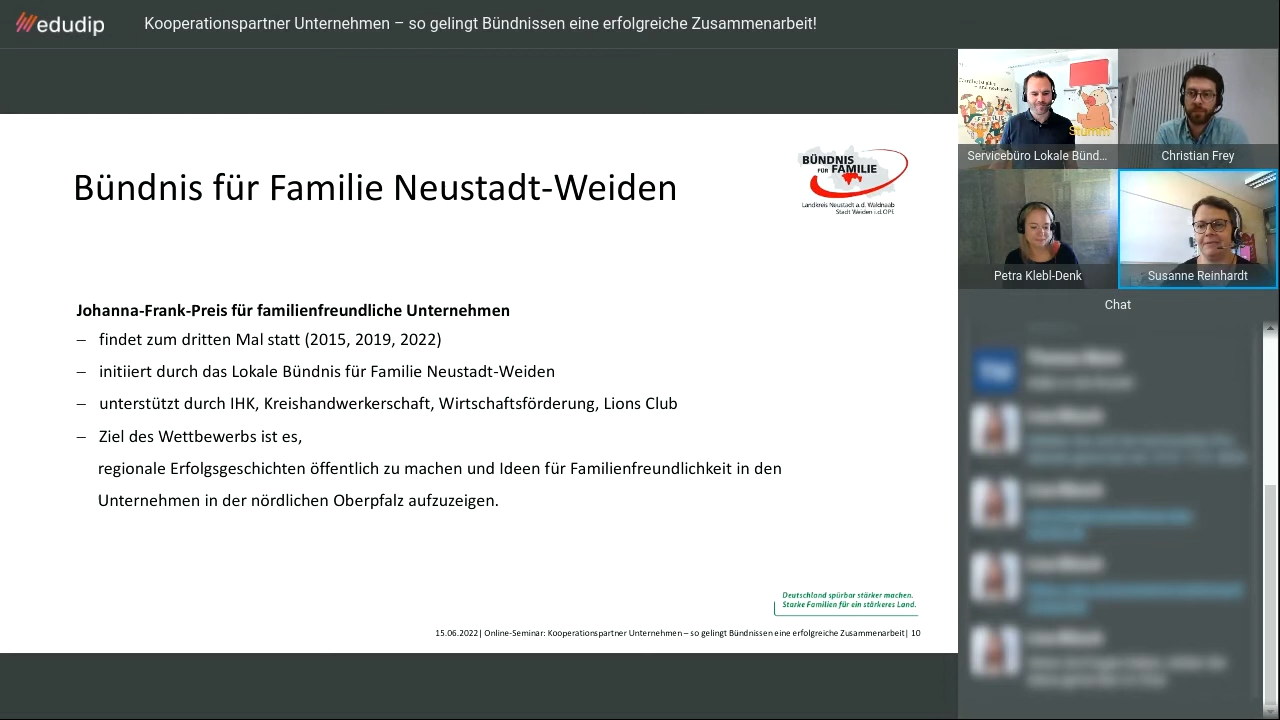 edudip
Kooperationspartner Unternehmen – so gelingt Bündnissen eine erfolgreiche Zusammenarbeit!
Bündnis für Familie Neustadt-Weiden
BÜNDNIS
FÜR FAMILIE
Landkreis Neustadt a.d. Waldnaab
Stadt Weiden i.d.OPf.
Johanna-Frank-Preis für familienfreundliche Unternehmen
– findet zum dritten Mal statt (2015, 2019, 2022)
– initiiert durch das Lokale Bündnis für Familie Neustadt-Weiden
– unterstützt durch IHK, Kreishandwerkerschaft, Wirtschaftsförderung, Lions Club
– Ziel des Wettbewerbs ist es,
regionale Erfolgsgeschichten öffentlich zu machen und Ideen für Familienfreundlichkeit in den
Unternehmen in der nördlichen Oberpfalz aufzuzeigen.
Deutschland spürbar stärker machen.
Starke Familien für ein stärkeres Land.
15.06.2022| Online-Seminar: Kooperationspartner Unternehmen – so gelingt Bündnissen eine erfolgreiche Zusammenarbeit| 10
Stumm
Servicebüro Lokale Bünd...
Christian Frey
Petra Klebl-Denk
Susanne Reinhardt
Chat